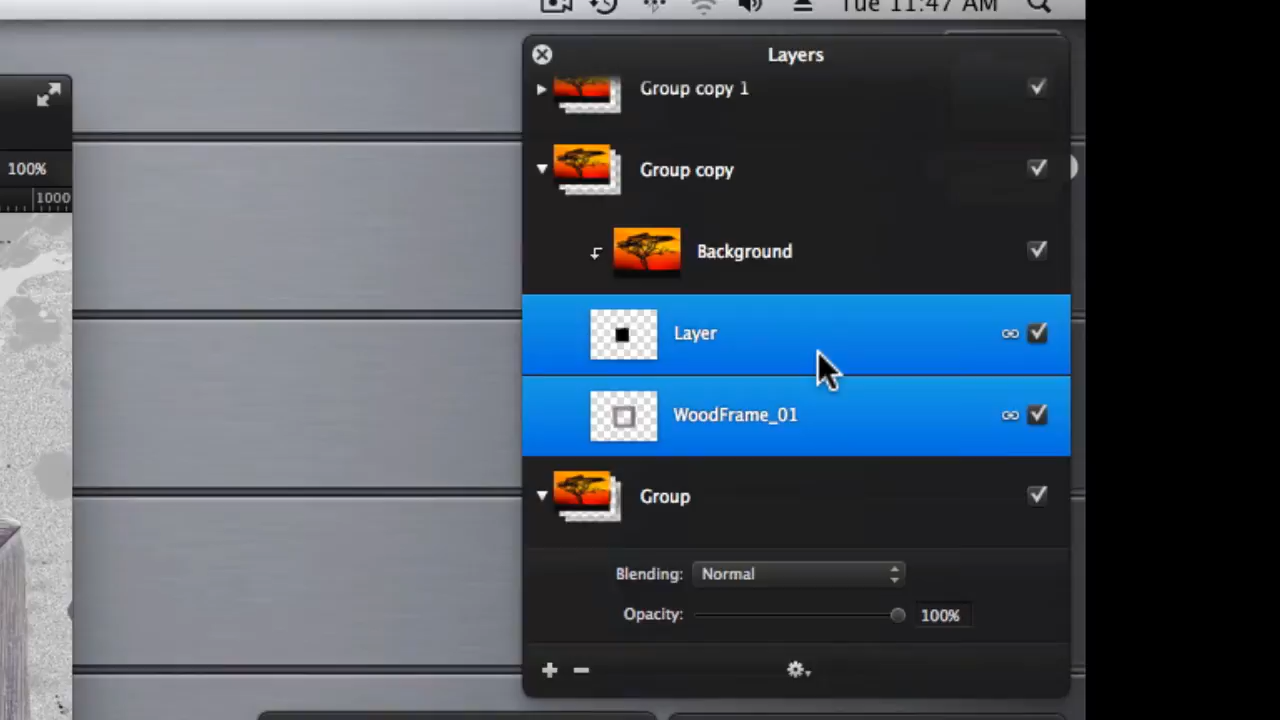 Tue 11:47 AM
Layers
Group copy 1
100%
Group copy
1000
Background
Layer
WoodFrame_01
Group
Blending: Normal
Opacity: 100%